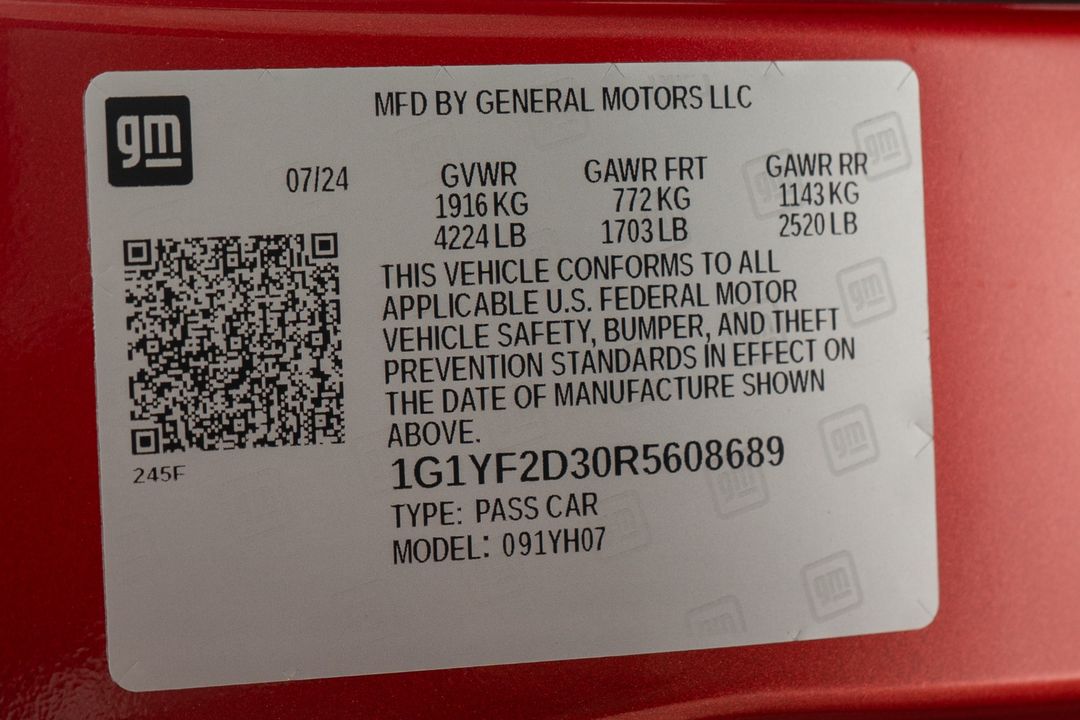 MFD BY GENERAL MOTORS LLC
gm
07/24 GVWR GAWR FRT GAWR RR
1916 KG 772 KG 1143 KG
4224 LB 1703 LB 2520 LB
THIS VEHICLE CONFORMS TO ALL
APPLICABLE U.S. FEDERAL MOTOR
VEHICLE SAFETY, BUMPER, AND THEFT
PREVENTION STANDARDS IN EFFECT ON
THE DATE OF MANUFACTURE SHOWN
ABOVE.
245F
1G1YF2D30R5608689
TYPE: PASS CAR
MODEL: 091YH07